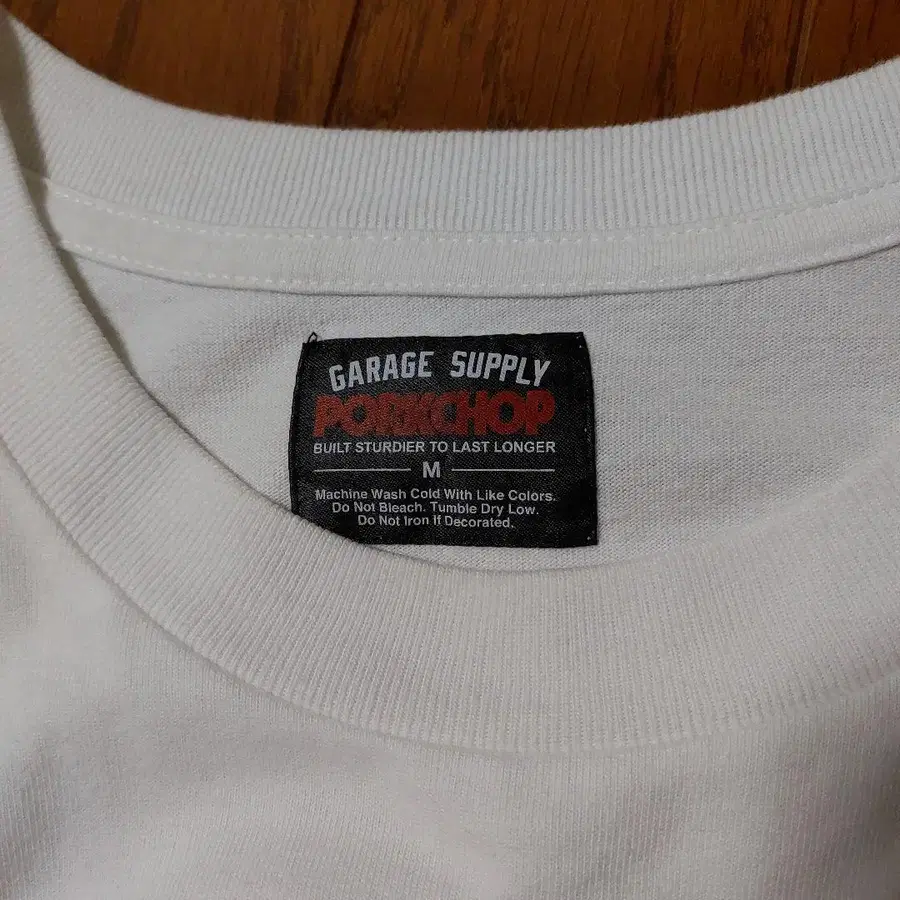 GARAGE SUPPLY
PORKCHOP
BUILT STURDIER TO LAST LONGER
M
Machine Wash Cold With Like Colors.
Do Not Bleach. Tumble Dry Low.
Do Not Iron If Decorated.